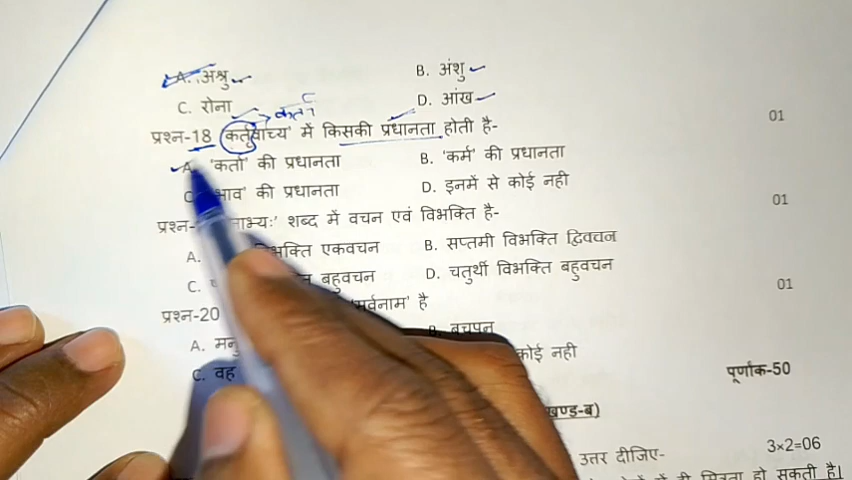 A. अश्रु B. अंशु
C. रोना D. आंख
कर्ता
प्रश्न-18 कर्तृवाच्य' में किसकी प्रधानता होती है- 01
A. 'कर्ता' की प्रधानता B. 'कर्म' की प्रधानता
C. भाव' की प्रधानता D. इनमें से कोई नही
प्रश्न- भ्यः' शब्द में वचन एवं विभक्ति है- 01
A. एकवचन B. सप्तमी विभक्ति द्विवचन
C. बहुवचन D. चतुर्थी विभक्ति बहुवचन
प्रश्न-20 सर्वनाम' है 01
A. B. बचपन
C. वह कोई नही
पूर्णांक-50
खण्ड-ब)
उत्तर दीजिए- 3×2=06
हो सकती है।